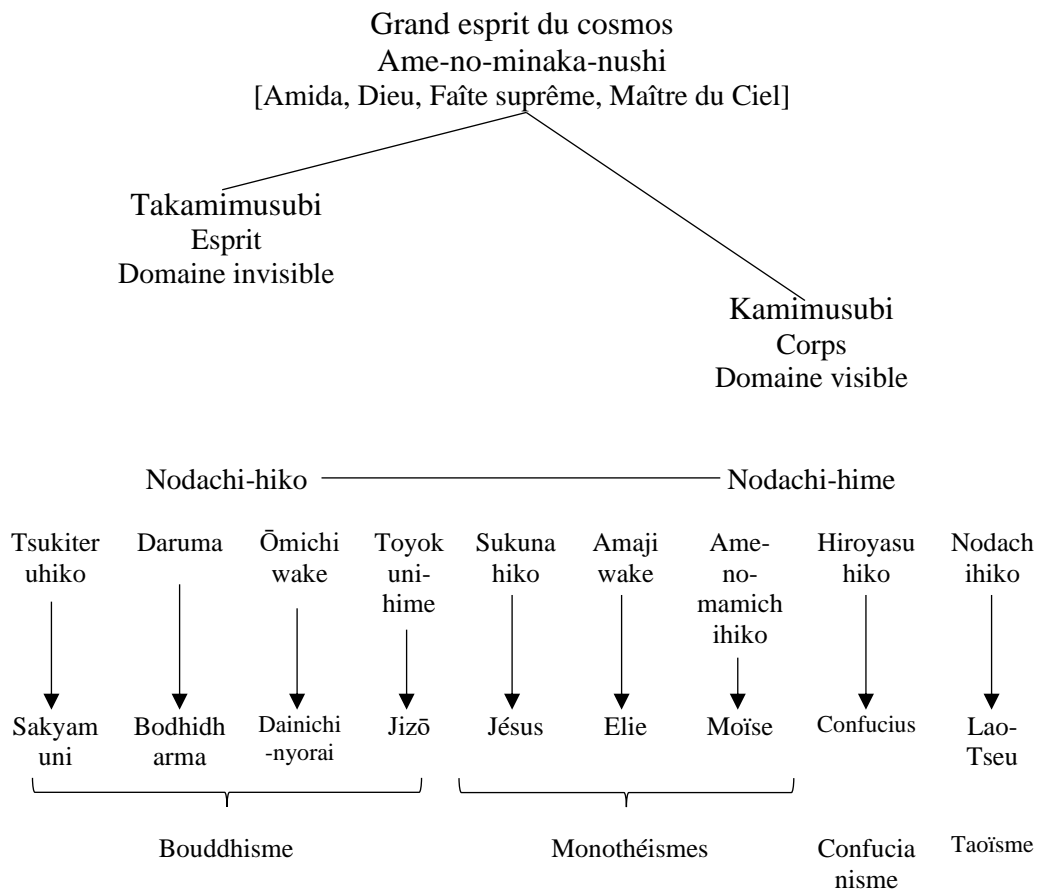 Grand esprit du cosmos
Ame-no-minaka-nushi
[Amida, Dieu, Faîte suprême, Maître du Ciel]
Takamimusubi
Esprit
Domaine invisible
Kamimusubi
Corps
Domaine visible
Nodachi-hiko
Nodachi-hime
Tsukiter
uhiko
Daruma
Ōmichi
wake
Toyok
uni-
hime
Sukuna
hiko
Amaji
wake
Ame-
no-
mamich
ihiko
Hiroyasu
hiko
Nodach
ihiko
Sakyam
uni
Bodhidh
arma
Dainichi
-nyorai
Jizō
Jésus
Elie
Moïse
Confucius
Lao-
Tseu
Bouddhisme
Monothéismes
Confucia
nisme
Taoïsme